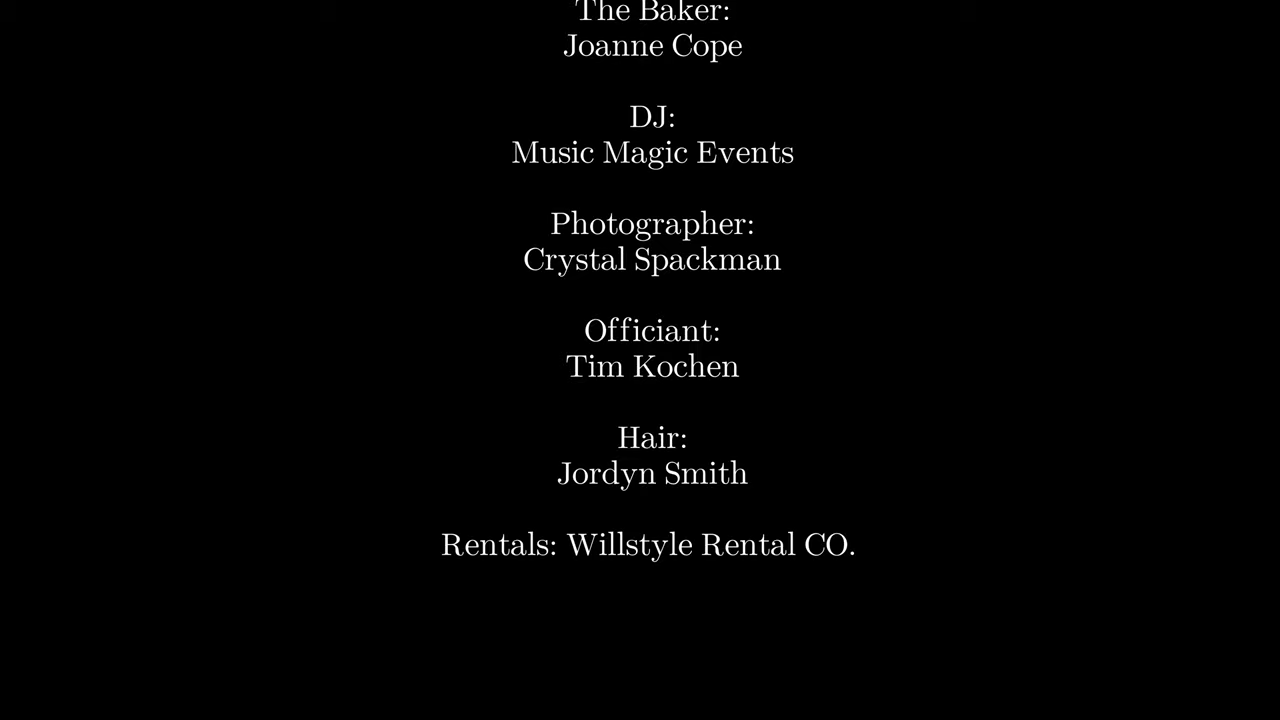 The Baker:
Joanne Cope
DJ:
Music Magic Events
Photographer:
Crystal Spackman
Officiant:
Tim Kochen
Hair:
Jordyn Smith
Rentals: Willstyle Rental CO.